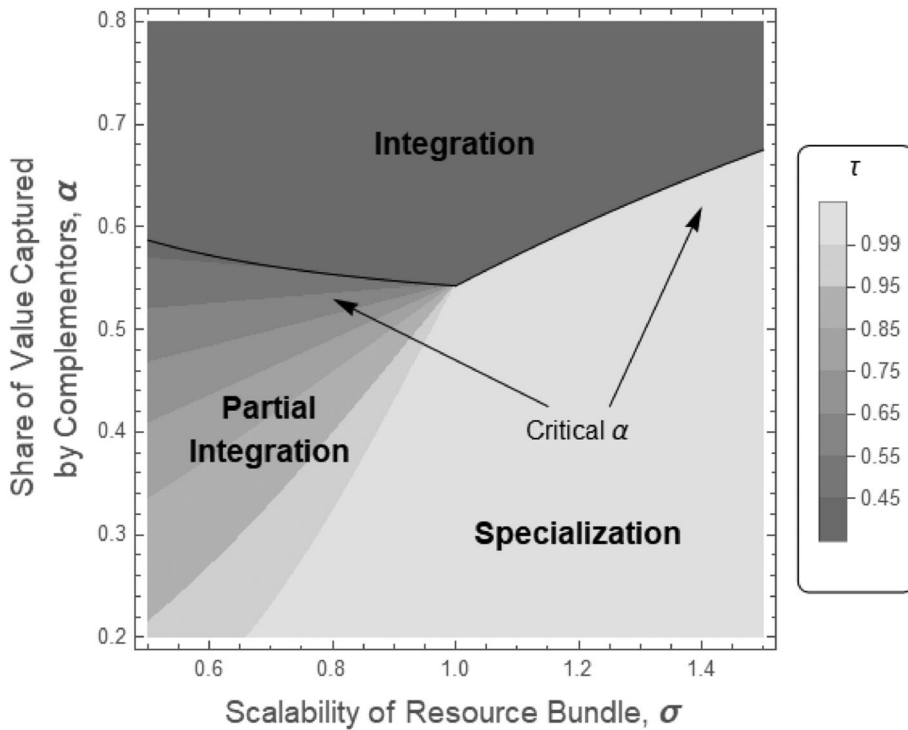 0.8
0.7
0.6
0.5
0.4
0.3
0.2
Share of Value Captured
by Complementors, α
Integration
Partial
Integration
Critical α
Specialization
0.6
0.8
1.0
1.2
1.4
Scalability of Resource Bundle, σ
τ
0.99
0.95
0.85
0.75
0.65
0.55
0.45